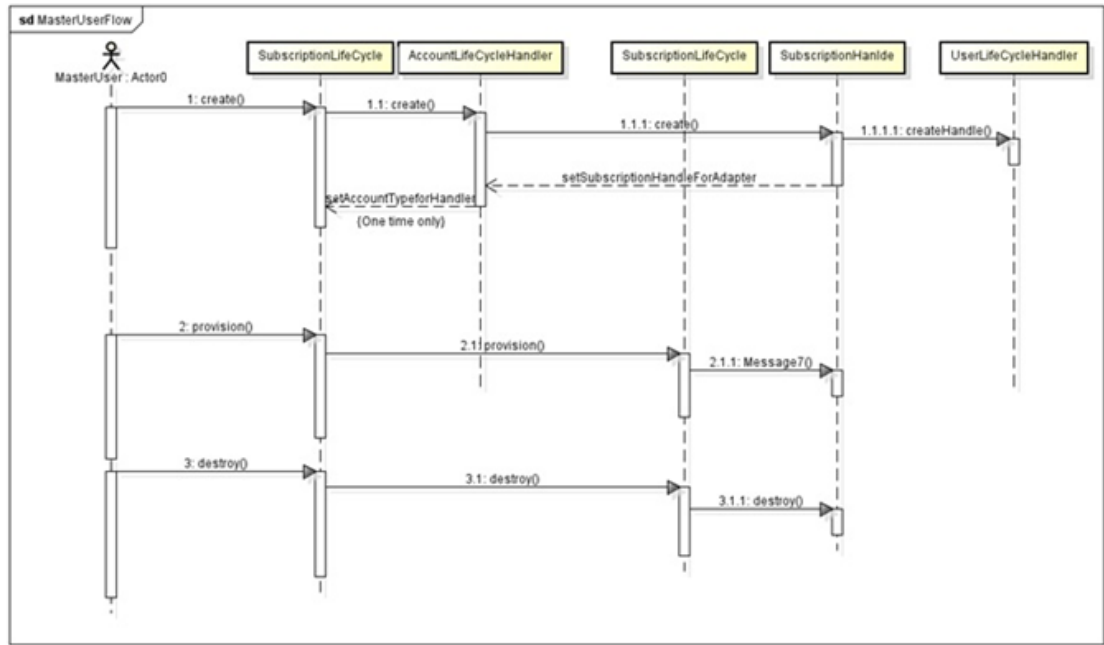 sd MasterUserFlow
MasterUser : Actor0
SubscriptionLifeCycle
AccountLifeCycleHandler
SubscriptionLifeCycle
SubscriptionHanlde
UserLifeCycleHandler
1: create()
1.1: create()
1.1.1: create()
1.1.1.1: createHandle()
setSubscriptionHandleForAdapter
setAccountTypeforHandler
{One time only}
2: provision()
2.1: provision()
2.1.1: Message7()
3: destroy()
3.1: destroy()
3.1.1: destroy()